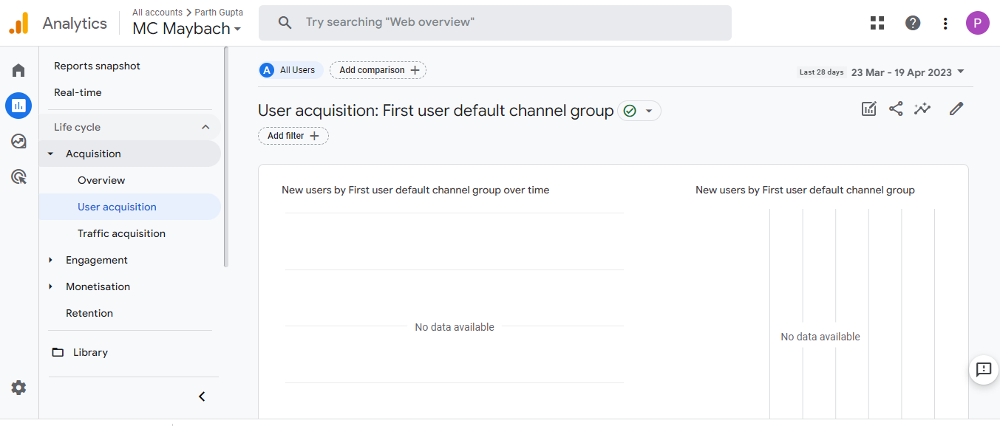 Analytics
All accounts > Parth Gupta
MC Maybach
Try searching "Web overview"
P
Reports snapshot
Real-time
Life cycle
Acquisition
Overview
User acquisition
Traffic acquisition
Engagement
Monetisation
Retention
Library
A All Users
Add comparison +
Last 28 days 23 Mar - 19 Apr 2023
User acquisition: First user default channel group
Add filter +
New users by First user default channel group over time
No data available
New users by First user default channel group
No data available